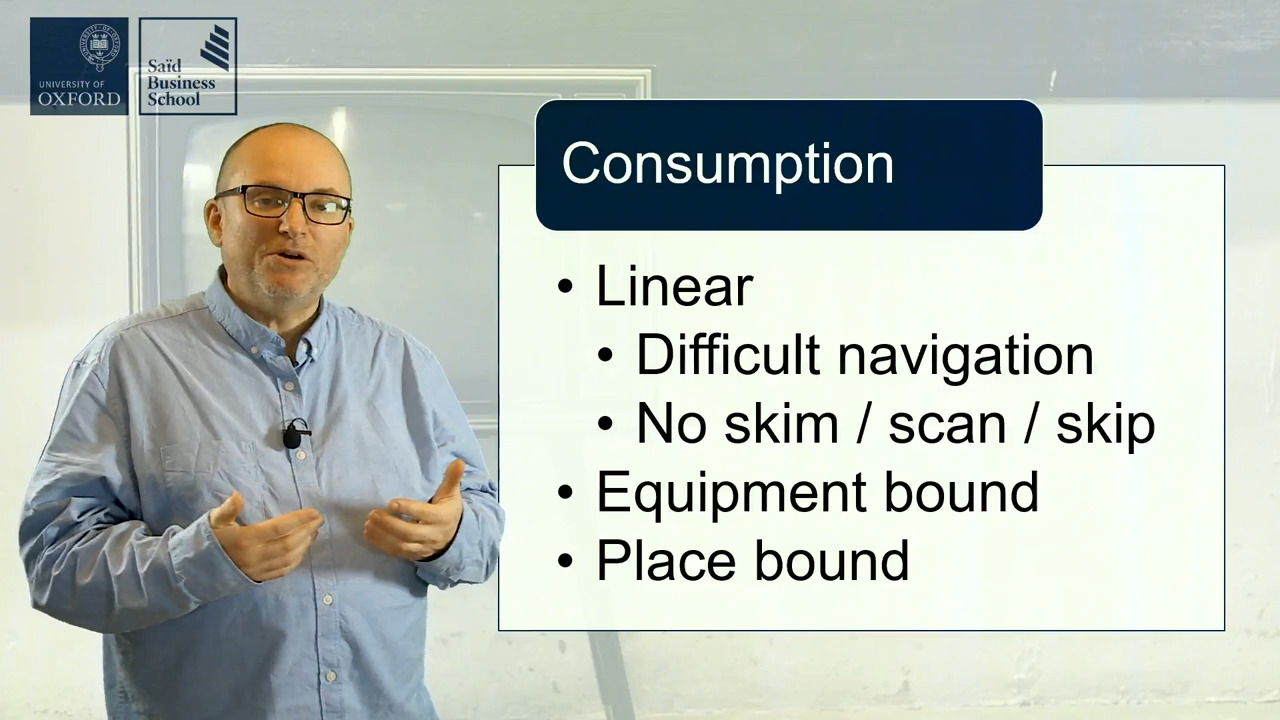 UNIVERSITY OF
OXFORD
Saïd
Business
School
Consumption
• Linear
• Difficult navigation
• No skim / scan / skip
• Equipment bound
• Place bound